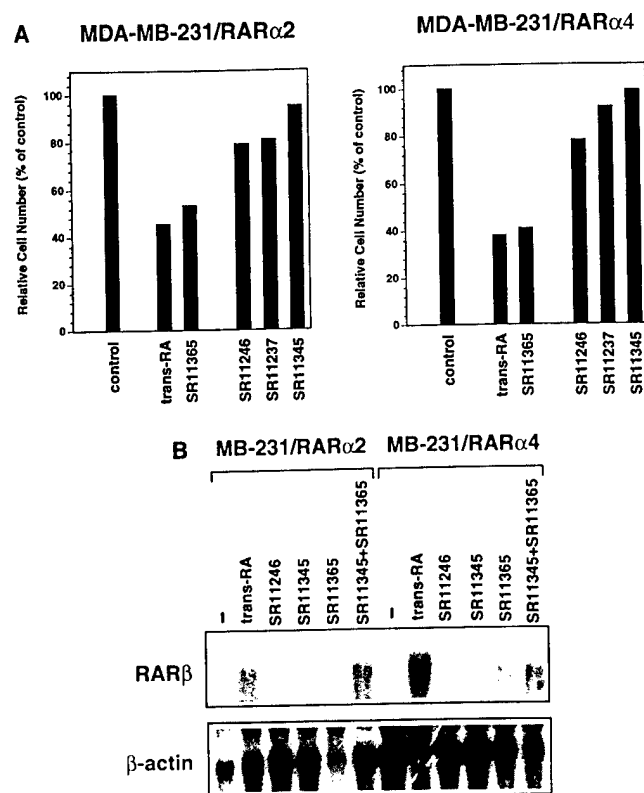 A
MDA-MB-231/RARα2
Relative Cell Number (% of control)
100
80
60
40
20
0
control
trans-RA
SR11365
SR11246
SR11237
SR11345
MDA-MB-231/RARα4
Relative Cell Number (% of control)
100
80
60
40
20
0
control
trans-RA
SR11365
SR11246
SR11237
SR11345
B
MB-231/RARα2 MB-231/RARα4
–
trans-RA
SR11246
SR11345
SR11365
SR11345+SR11365
–
trans-RA
SR11246
SR11345
SR11365
SR11345+SR11365
RARβ
β-actin